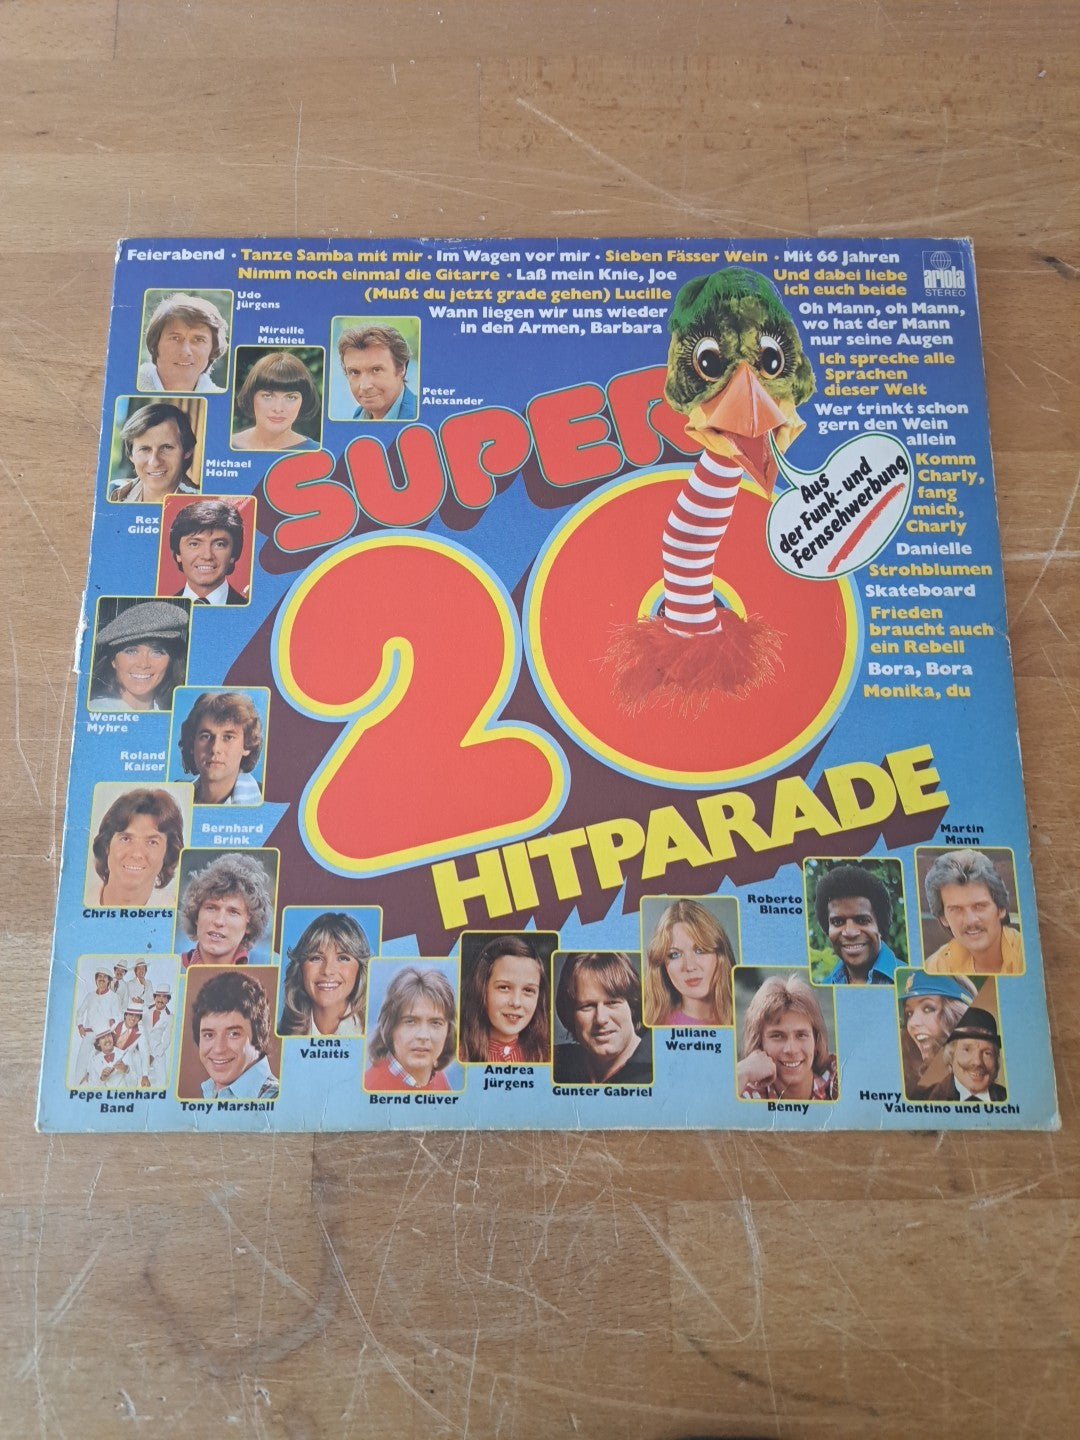 Feierabend · Tanze Samba mit mir · Im Wagen vor mir · Sieben Fässer Wein · Mit 66 Jahren
Nimm noch einmal die Gitarre · Laß mein Knie, Joe
(Mußt du jetzt grade gehen) Lucille
Wann liegen wir uns wieder
in den Armen, Barbara
Und dabei liebe
ich euch beide
Oh Mann, oh Mann,
wo hat der Mann
nur seine Augen
Ich spreche alle
Sprachen
dieser Welt
Wer trinkt schon
gern den Wein
allein
Komm
Charly,
fang
mich,
Charly
Danielle
Strohblumen
Skateboard
Frieden
braucht auch
ein Rebell
Bora, Bora
Monika, du
ariola
STEREO
Udo
Jürgens
Mireille
Mathieu
Peter
Alexander
Michael
Holm
Rex
Gildo
Wencke
Myhre
Roland
Kaiser
Bernhard
Brink
Chris Roberts
SUPER
20
HITPARADE
Aus
der Funk- und
Fernsehwerbung
Martin
Mann
Roberto
Blanco
Pepe Lienhard
Band
Tony Marshall
Lena
Valaitis
Bernd Clüver
Andrea
Jürgens
Gunter Gabriel
Juliane
Werding
Benny
Henry
Valentino und Uschi